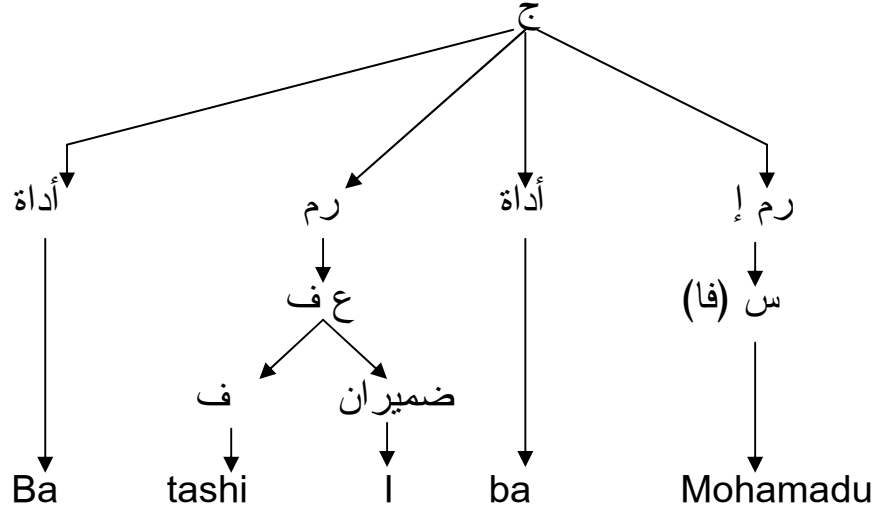 ج
أداة رم أداة رم إ
ع ف س (فا)
ف ضميران
Ba tashi I ba Mohamadu